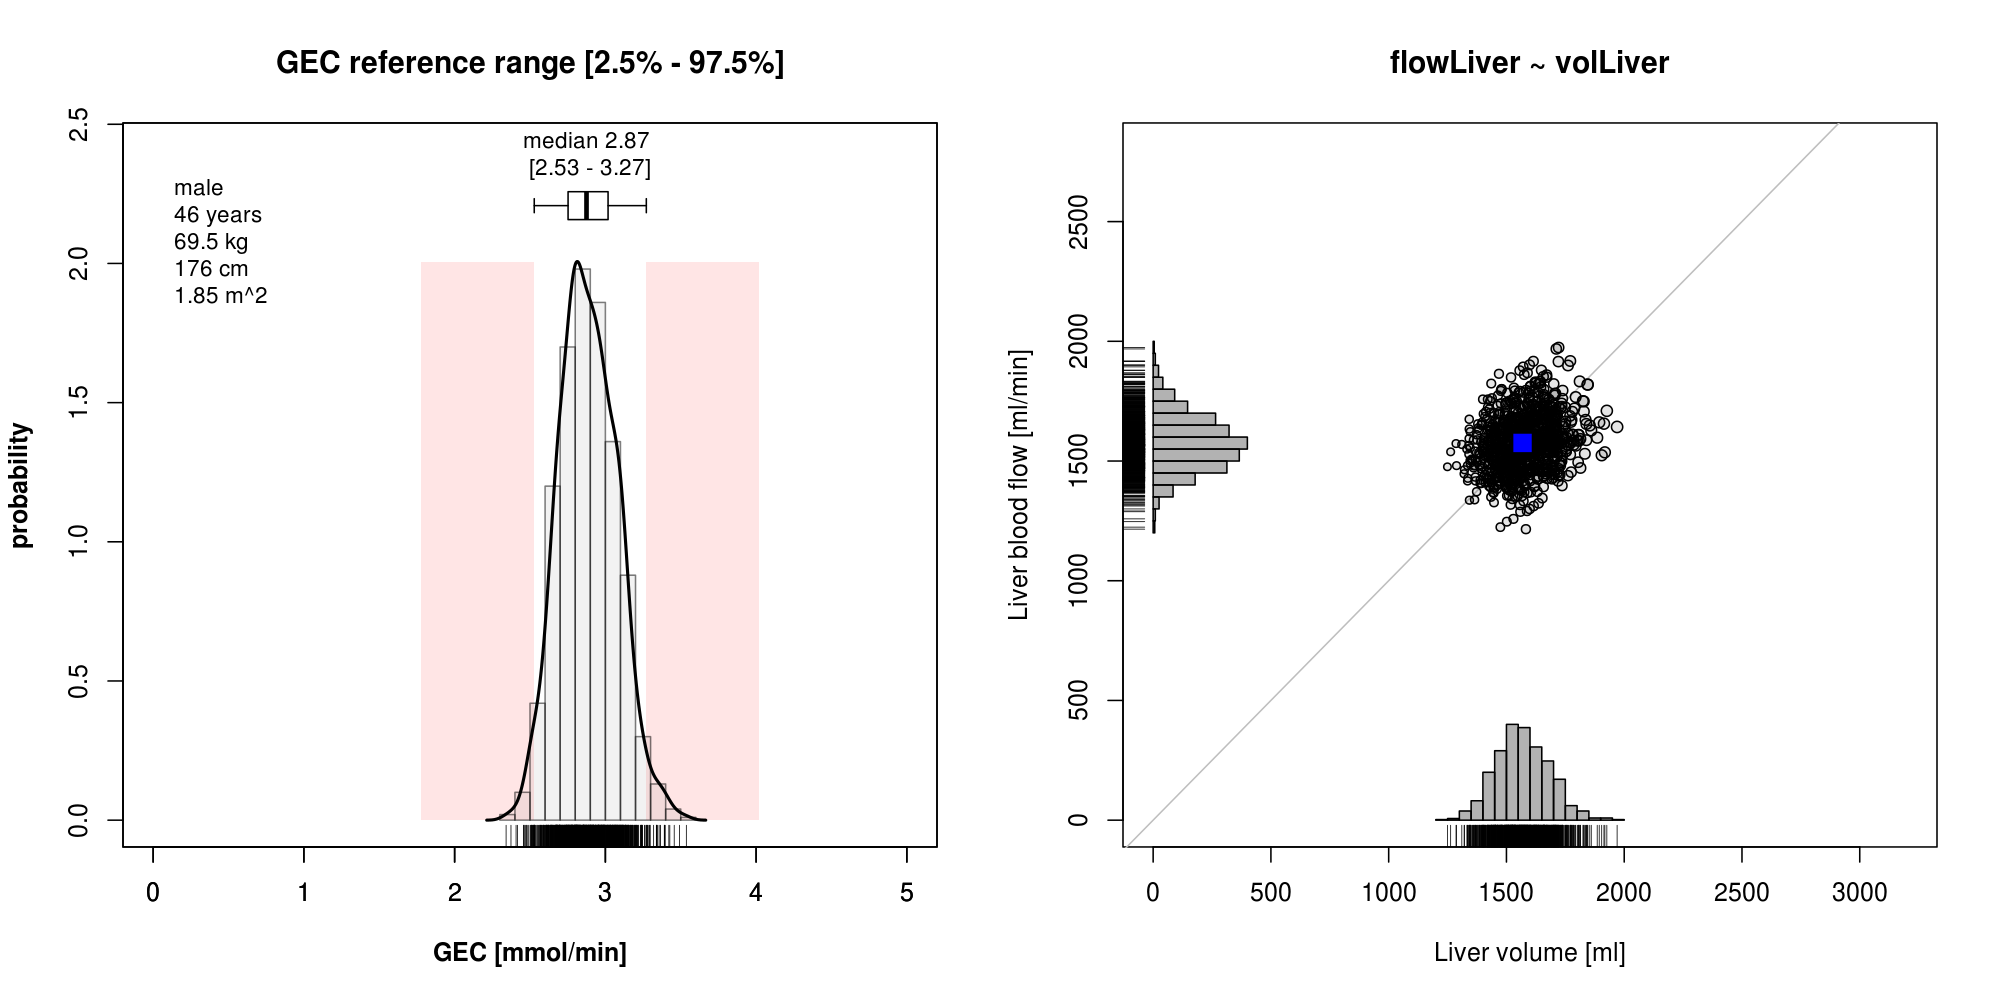 GEC reference range [2.5% - 97.5%]
median 2.87
[2.53 - 3.27]
male
46 years
69.5 kg
176 cm
1.85 m^2
probability
0.0
0.5
1.0
1.5
2.0
2.5
0 1 2 3 4 5
GEC [mmol/min]
flowLiver ~ volLiver
Liver blood flow [ml/min]
0
500
1000
1500
2000
2500
0 500 1000 1500 2000 2500 3000
Liver volume [ml]